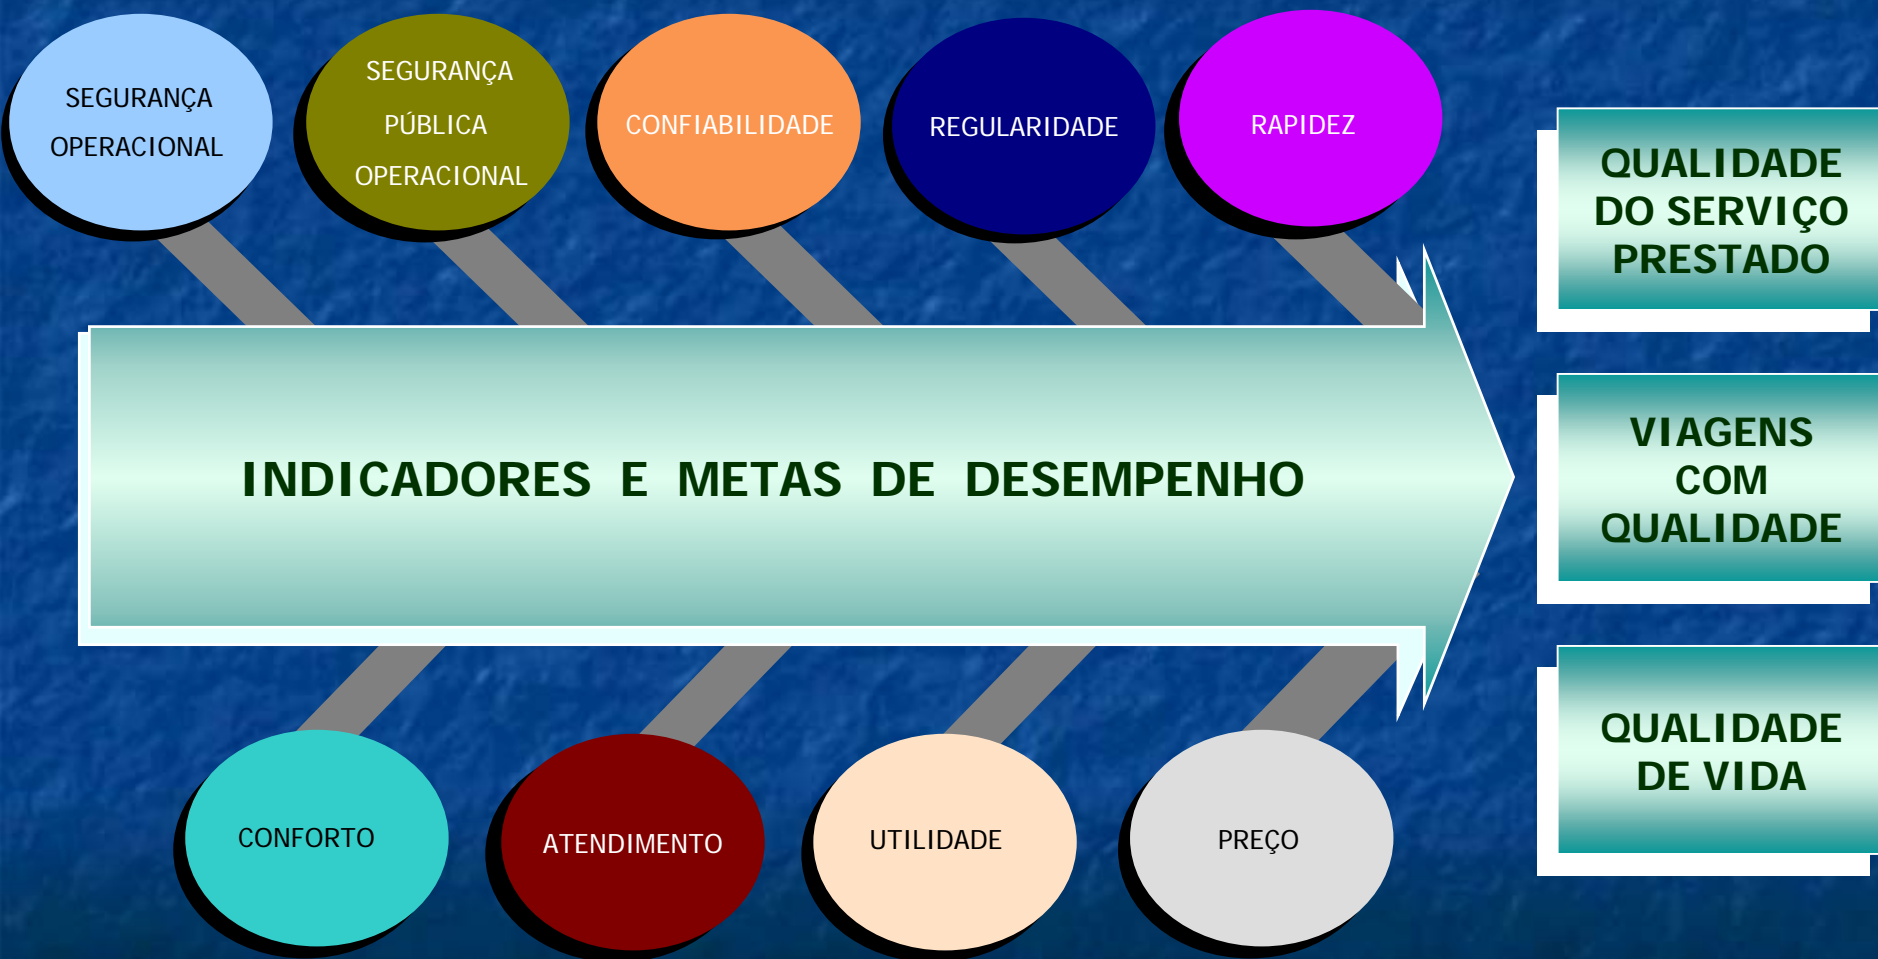 SEGURANÇA
OPERACIONAL
SEGURANÇA
PÚBLICA
OPERACIONAL
CONFIABILIDADE
REGULARIDADE
RAPIDEZ
QUALIDADE
DO SERVIÇO
PRESTADO
INDICADORES E METAS DE DESEMPENHO
VIAGENS
COM
QUALIDADE
CONFORTO
ATENDIMENTO
UTILIDADE
PREÇO
QUALIDADE
DE VIDA